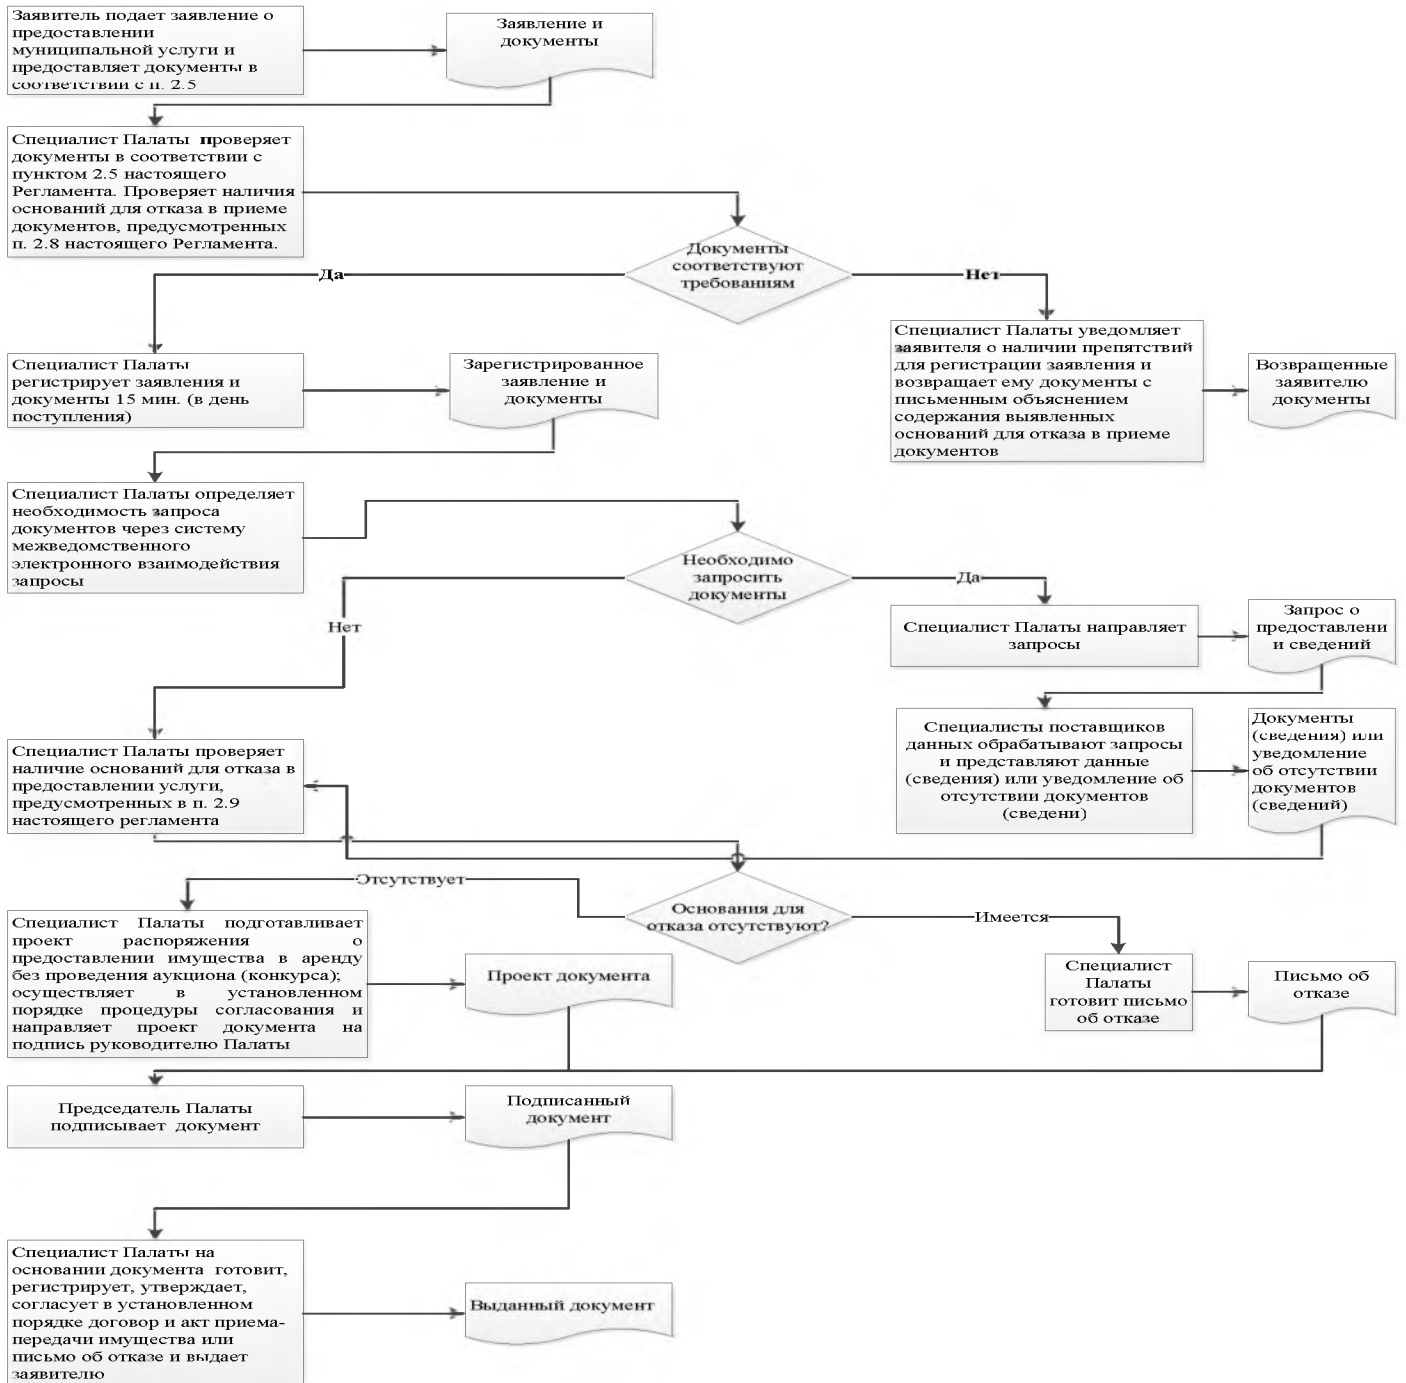 Заявитель подает заявление о
предоставлении
муниципальной услуги и
предоставляет документы в
соответствии с п. 2.5
Заявление и
документы
Специалист Палаты проверяет
документы в соответствии с
пунктом 2.5 настоящего
Регламента. Проверяет наличия
оснований для отказа в приеме
документов, предусмотренных
п. 2.8 настоящего Регламента.
Документы
соответствуют
требованиям
Да
Нет
Специалист Палаты
регистрирует заявления и
документы 15 мин. (в день
поступления)
Зарегистрированное
заявление и
документы
Специалист Палаты уведомляет
заявителя о наличии препятствий
для регистрации заявления и
возвращает ему документы с
письменным объяснением
содержания выявленных
оснований для отказа в приеме
документов
Возвращенные
заявителю
документы
Специалист Палаты определяет
необходимость запроса
документов через систему
межведомственного
электронного взаимодействия
запросы
Необходимо
запросить
документы
Нет
Да
Специалист Палаты направляет
запросы
Запрос о
предоставлени
и сведений
Специалисты поставщиков
данных обрабатывают запросы
и представляют данные
(сведения) или уведомление об
отсутствии документов
(сведени)
Документы
(сведения) или
уведомление
об отсутствии
документов
(сведений)
Специалист Палаты проверяет
наличие оснований для отказа в
предоставлении услуги,
предусмотренных в п. 2.9
настоящего регламента
Основания для
отказа отсутствуют?
Отсутствует
Имеется
Специалист Палаты подготавливает
проект распоряжения о
предоставлении имущества в аренду
без проведения аукциона (конкурса);
осуществляет в установленном
порядке процедуры согласования и
направляет проект документа на
подпись руководителю Палаты
Проект документа
Специалист
Палаты
готовит письмо
об отказе
Письмо об
отказе
Председатель Палаты
подписывает документ
Подписанный
документ
Специалист Палаты на
основании документа готовит,
регистрирует, утверждает,
согласует в установленном
порядке договор и акт приема-
передачи имущества или
письмо об отказе и выдает
заявителю
Выданный документ